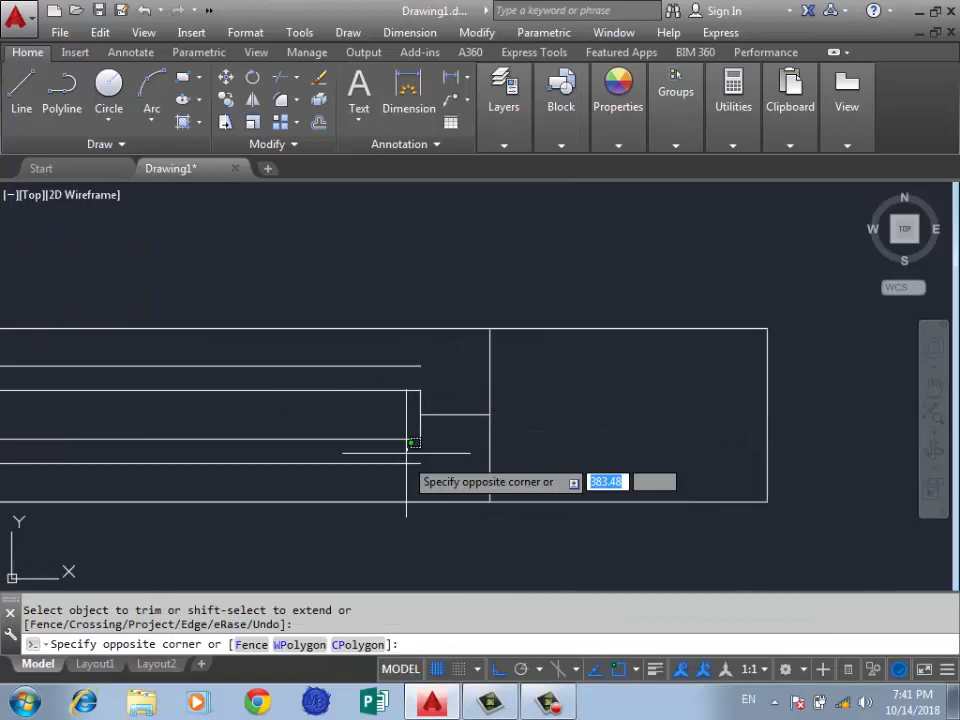 Drawing1.d...
Type a keyword or phrase
Sign In
File Edit View Insert Format Tools Draw Dimension Modify Parametric Window Help Express
Home Insert Annotate Parametric View Manage Output Add-ins A360 Express Tools Featured Apps BIM 360 Performance
Line Polyline Circle Arc Text Dimension Layers Block Properties Groups Utilities Clipboard View
Draw Modify Annotation
Start Drawing1*
[−][Top][2D Wireframe]
N
W TOP E
S
WCS
Specify opposite corner or 383.48
Y
X
Select object to trim or shift-select to extend or
[Fence/Crossing/Project/Edge/eRase/Undo]:
Specify opposite corner or [Fence WPolygon CPolygon]:
Model Layout1 Layout2 + MODEL 1:1
EN 7:41 PM
10/14/2018